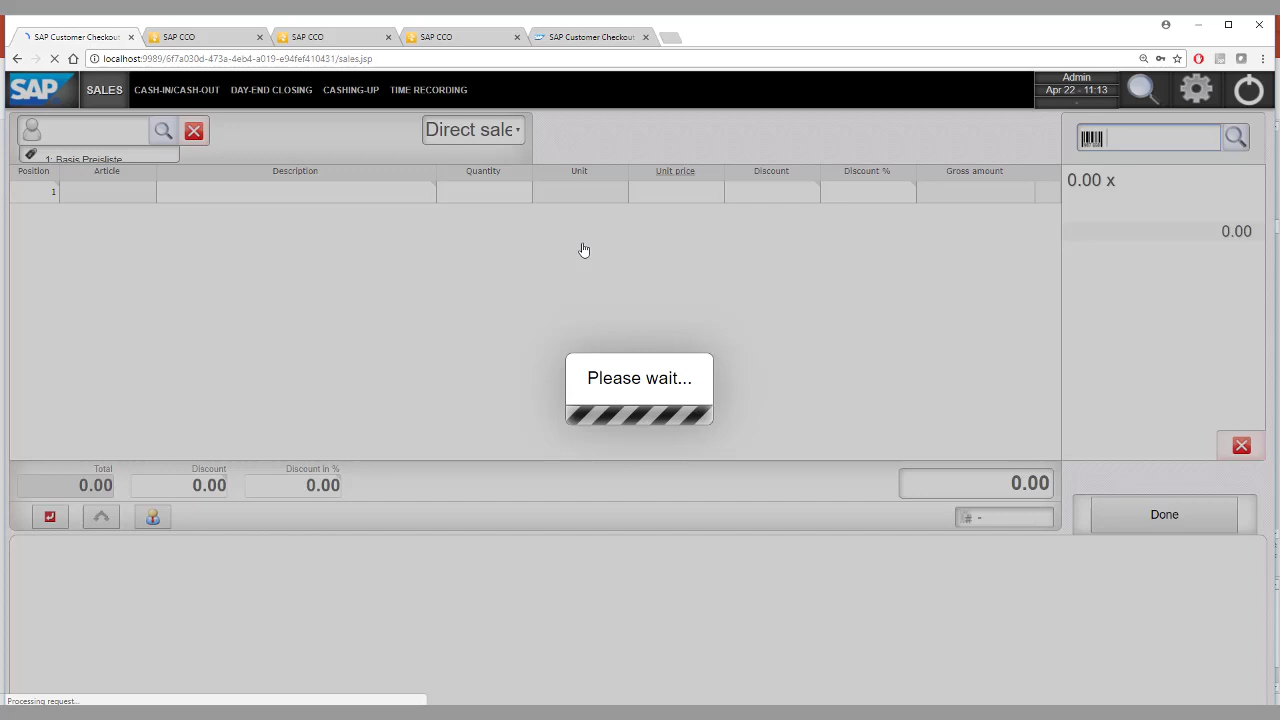 SAP Customer Checkout
SAP CCO
SAP CCO
SAP CCO
SAP Customer Checkout
localhost:9989/6f7a030d-473a-4eb4-a019-e94fef410431/sales.jsp
SAP
SALES
CASH-IN/CASH-OUT
DAY-END CLOSING
CASHING-UP
TIME RECORDING
Admin
Apr 22 - 11:13
-
Direct sale
1: Basis Preisliste
Position
Article
Description
Quantity
Unit
Unit price
Discount
Discount %
Gross amount
1
0.00 x
0.00
Please wait...
Total
Discount
Discount in %
0.00
0.00
0.00
0.00
# -
Done
Processing request...